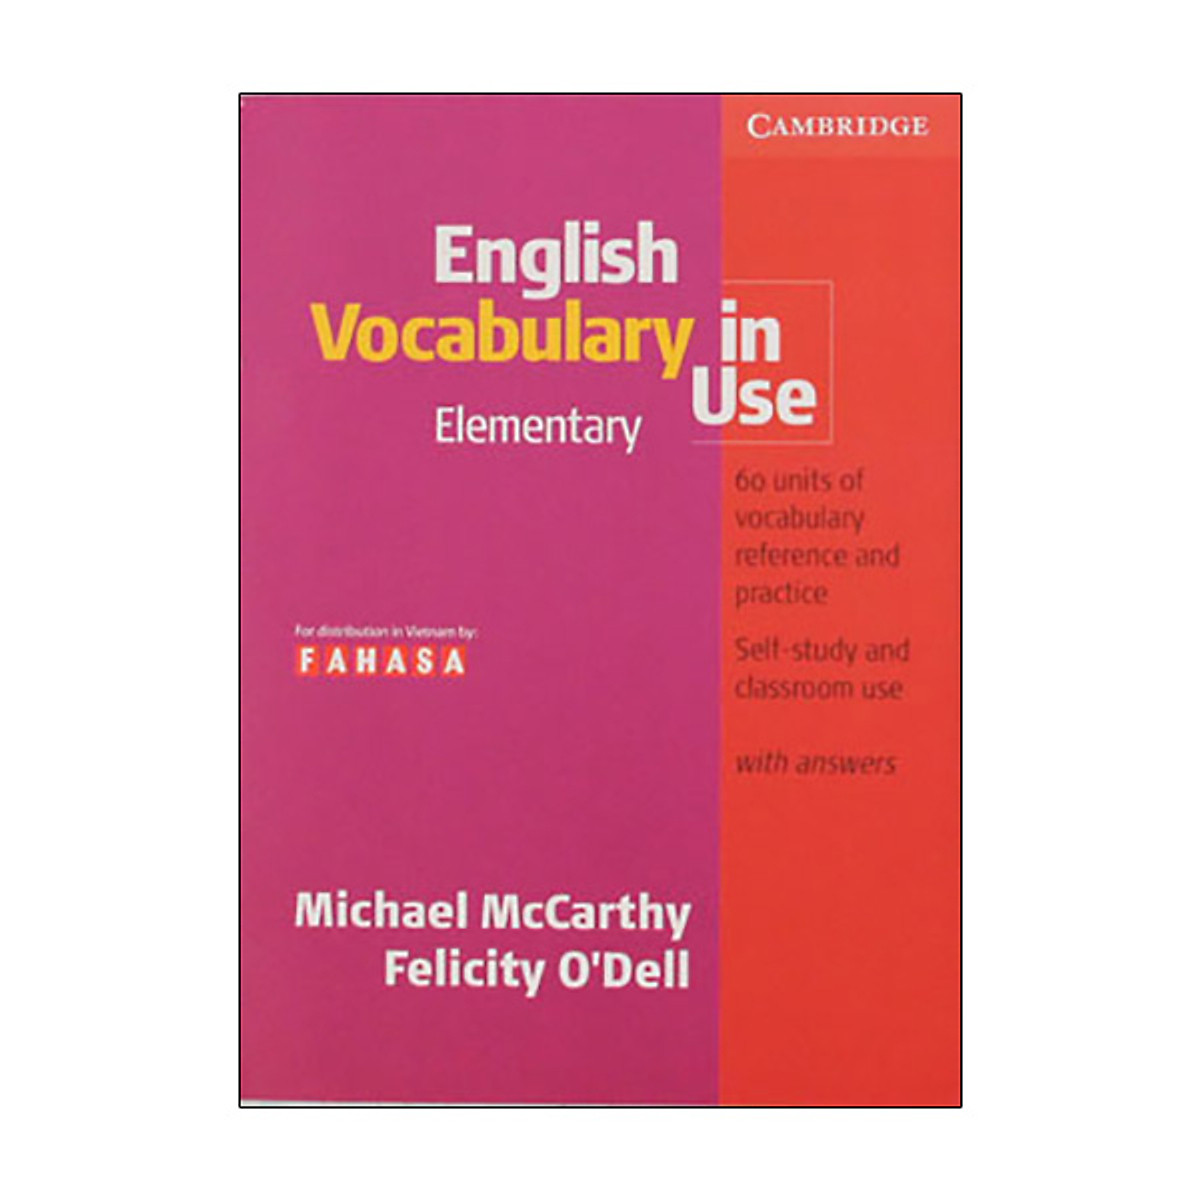 CAMBRIDGE
English
Vocabulary in
Use
Elementary
60 units of
vocabulary
reference and
practice
Self-study and
classroom use
with answers
For distribution in Vietnam by:
FAHASA
Michael McCarthy
Felicity O'Dell